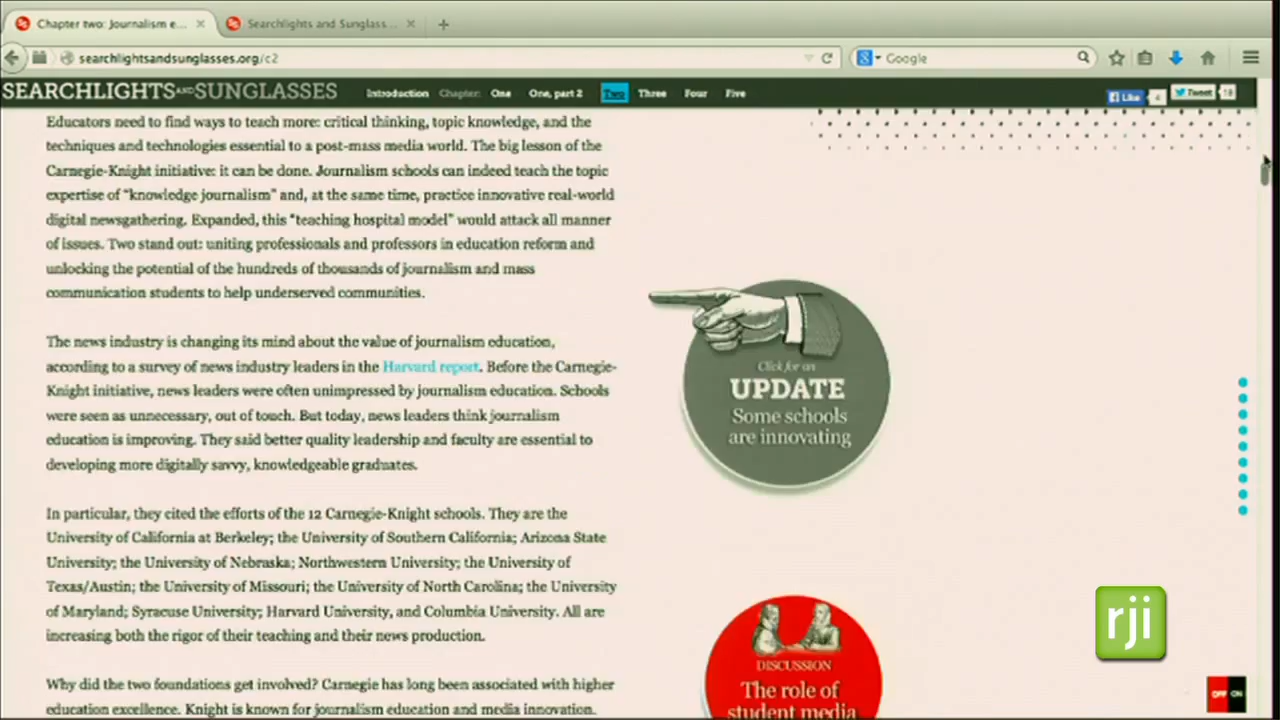 Chapter two: Journalism e...
Searchlights and Sunglass...
searchlightsandsunglasses.org/c2
Google
SEARCHLIGHTS AND SUNGLASSES
Introduction Chapter: One One, part 2 Two Three Four Five
Like 4 Tweet 18
Educators need to find ways to teach more: critical thinking, topic knowledge, and the
techniques and technologies essential to a post-mass media world. The big lesson of the
Carnegie-Knight initiative: it can be done. Journalism schools can indeed teach the topic
expertise of "knowledge journalism" and, at the same time, practice innovative real-world
digital newsgathering. Expanded, this "teaching hospital model" would attack all manner
of issues. Two stand out: uniting professionals and professors in education reform and
unlocking the potential of the hundreds of thousands of journalism and mass
communication students to help underserved communities.
The news industry is changing its mind about the value of journalism education,
according to a survey of news industry leaders in the Harvard report. Before the Carnegie-
Knight initiative, news leaders were often unimpressed by journalism education. Schools
were seen as unnecessary, out of touch. But today, news leaders think journalism
education is improving. They said better quality leadership and faculty are essential to
developing more digitally savvy, knowledgeable graduates.
In particular, they cited the efforts of the 12 Carnegie-Knight schools. They are the
University of California at Berkeley; the University of Southern California; Arizona State
University; the University of Nebraska; Northwestern University; the University of
Texas/Austin; the University of Missouri; the University of North Carolina; the University
of Maryland; Syracuse University; Harvard University, and Columbia University. All are
increasing both the rigor of their teaching and their news production.
Why did the two foundations get involved? Carnegie has long been associated with higher
education excellence. Knight is known for journalism education and media innovation.
Click for an
UPDATE
Some schools
are innovating
DISCUSSION
The role of
student media
rji
OFF ON